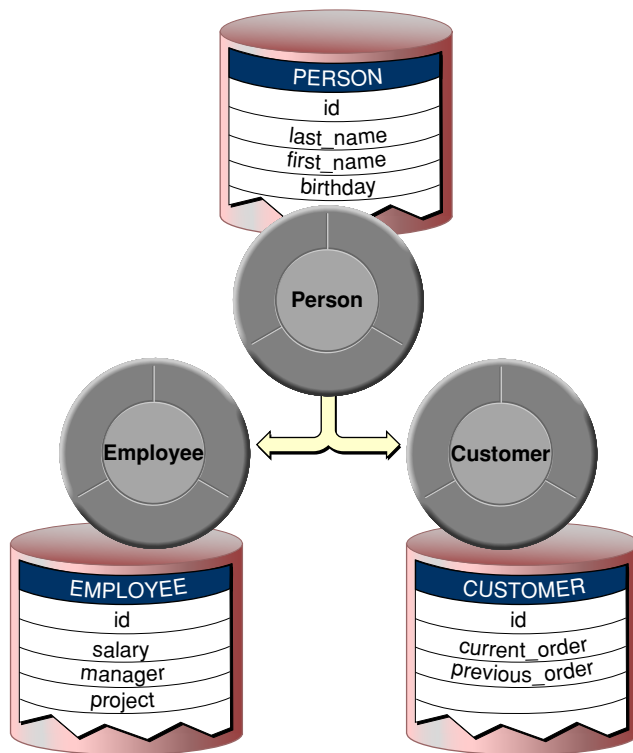 PERSON
id
last_name
first_name
birthday
Person
Employee
Customer
EMPLOYEE
id
salary
manager
project
CUSTOMER
id
current_order
previous_order